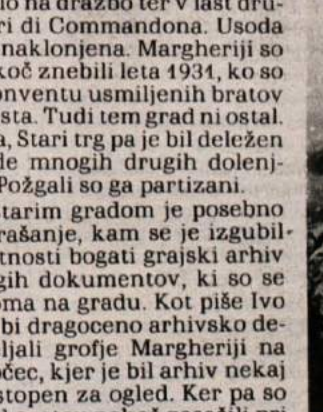 lo na dražbo ter v last dru-
ri di Commandona. Usoda
naklonjena. Margheriji so
koč znebili leta 1931, ko so
onventu usmiljenih bratov
sta. Tudi tem grad ni ostal.
a, Stari trg pa je bil deležen
de mnogih drugih dolenj-
Požgali so ga partizani.
starim gradom je posebno
rašanje, kam se je izgubil-
tnosti bogati grajski arhiv
gih dokumentov, ki so se
oma na gradu. Kot piše Ivo
bi dragoceno arhivsko de-
ljali grofje Margheriji na
očec, kjer je bil arhiv nekaj
stopen za ogled. Ker pa so